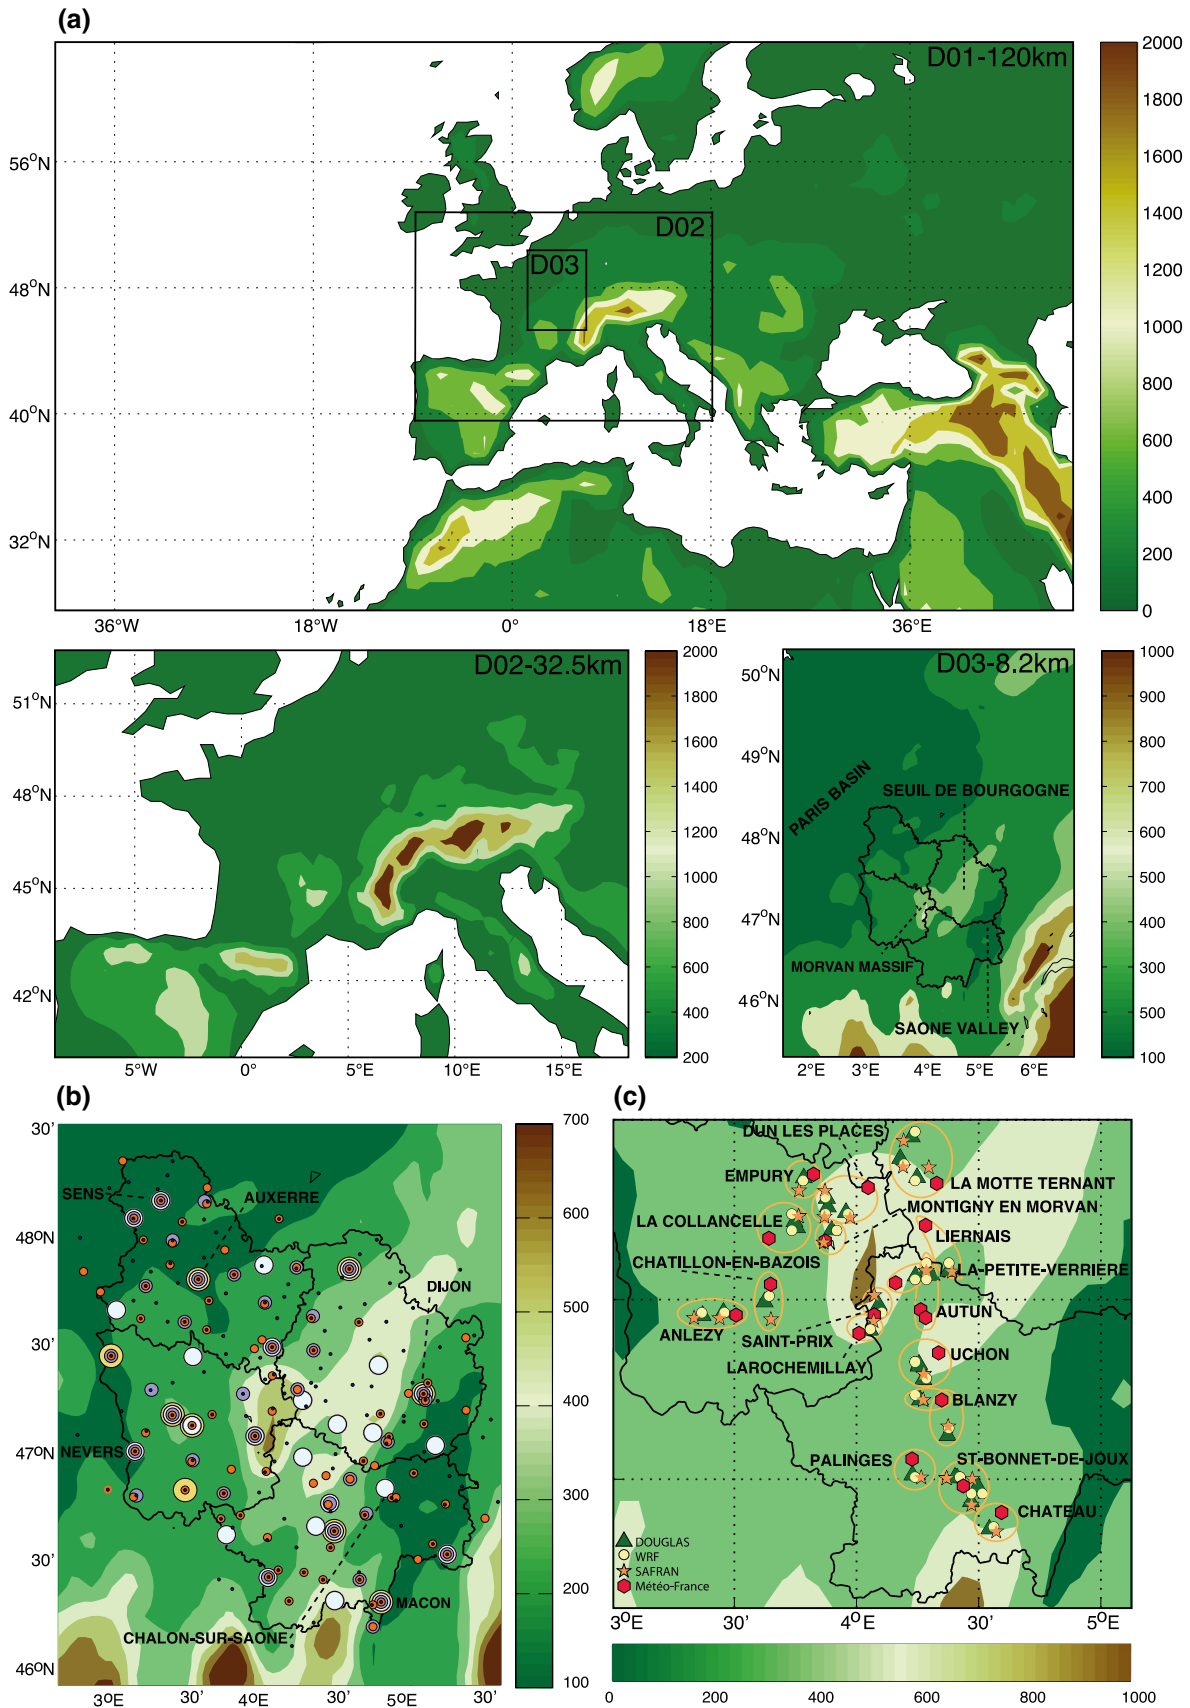 (a)
D01-120km
D02
D03
56°N
48°N
40°N
32°N
36°W
18°W
0°
18°E
36°E
2000
1800
1600
1400
1200
1000
800
600
400
200
0
D02-32.5km
51°N
48°N
45°N
42°N
5°W
0°
5°E
10°E
15°E
2000
1800
1600
1400
1200
1000
800
600
400
200
D03-8.2km
PARIS BASIN
SEUIL DE BOURGOGNE
MORVAN MASSIF
SAONE VALLEY
50°N
49°N
48°N
47°N
46°N
2°E
3°E
4°E
5°E
6°E
1000
900
800
700
600
500
400
300
500
100
(b)
30'
48°N
30'
47°N
30'
46°N
SENS
AUXERRE
DIJON
NEVERS
MACON
CHALON-SUR-SAONE
30°E
30'
4°E
30'
50°E
30'
700
600
500
400
300
200
100
(c)
DUN LES PLACES
EMPURY
LA MOTTE TERNANT
MONTIGNY EN MORVAN
LA COLLANCELLE
LIERNAIS
CHATILLON-EN-BAZOIS
LA-PETITE-VERRIÈRE
AUTUN
ANLEZY
SAINT-PRIX
LAROCHEMILLAY
UCHON
BLANZY
PALINGES
ST-BONNET-DE-JOUX
CHATEAU
DOUGLAS
WRF
SAFRAN
Météo-France
30°E
30'
4°E
30'
5°E
0
200
400
600
800
1000